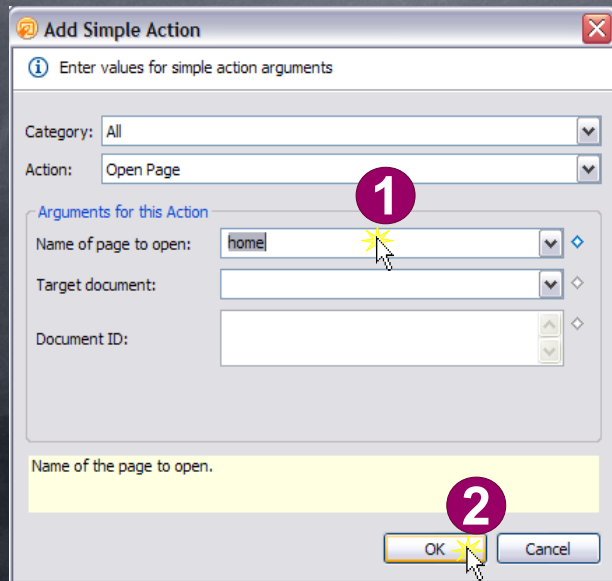 Add Simple Action
Enter values for simple action arguments
Category: All
Action: Open Page
1
Arguments for this Action
Name of page to open: home
Target document:
Document ID:
Name of the page to open.
2
OK Cancel